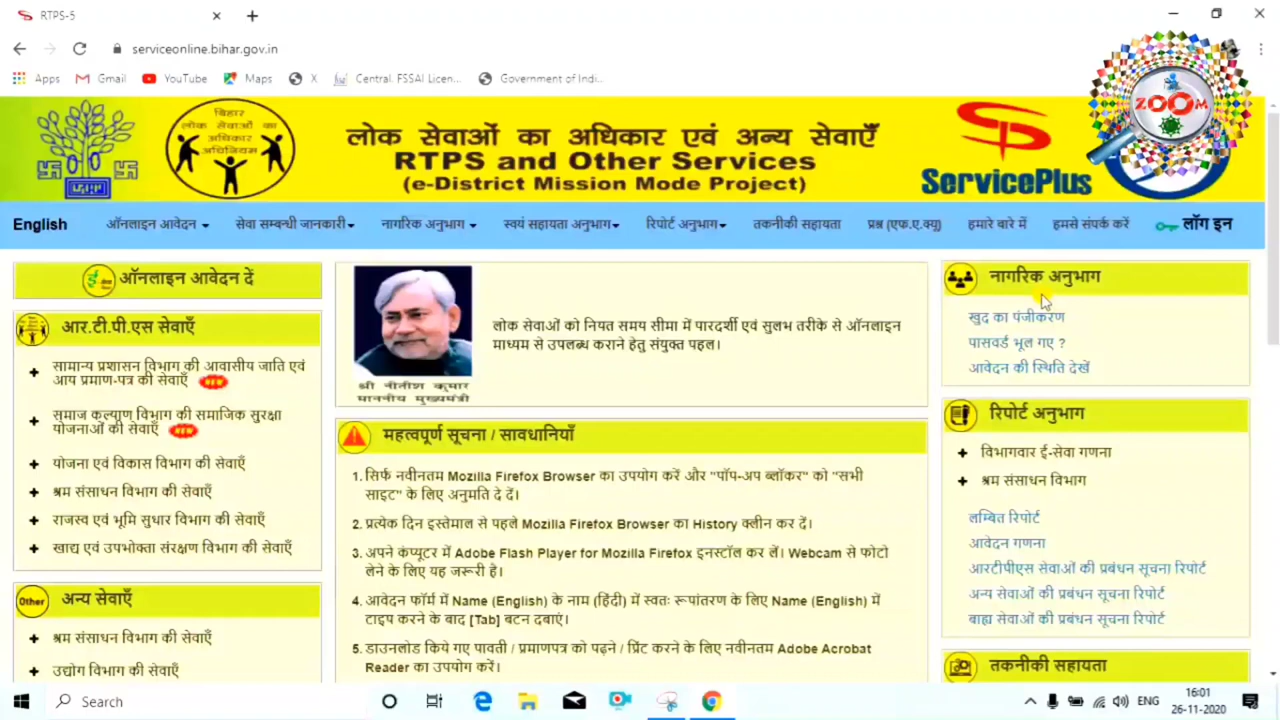 RTPS-5
serviceonline.bihar.gov.in
Apps Gmail YouTube Maps X Central. FSSAI Licen... Government of Indi...
ZOOM
बिहार
लोक सेवाओं का
अधिकार
अधिनियम
लोक सेवाओं का अधिकार एवं अन्य सेवाएँ
RTPS and Other Services
(e-District Mission Mode Project)
ServicePlus
English ऑनलाइन आवेदन सेवा सम्बन्धी जानकारी नागरिक अनुभाग स्वयं सहायता अनुभाग रिपोर्ट अनुभाग तकनीकी सहायता प्रश्न (एफ.ए.क्यू) हमारे बारे में हमसे संपर्क करें लॉग इन
ऑनलाइन आवेदन दें
आर.टी.पी.एस सेवाएँ
सामान्य प्रशासन विभाग की आवासीय जाति एवं
आय प्रमाण-पत्र की सेवाएँ NEW
समाज कल्याण विभाग की समाजिक सुरक्षा
योजनाओं की सेवाएँ NEW
योजना एवं विकास विभाग की सेवाएँ
श्रम संसाधन विभाग की सेवाएँ
राजस्व एवं भूमि सुधार विभाग की सेवाएँ
खाद्य एवं उपभोक्ता संरक्षण विभाग की सेवाएँ
Other अन्य सेवाएँ
श्रम संसाधन विभाग की सेवाएँ
उद्योग विभाग की सेवाएँ
श्री नीतीश कुमार
माननीय मुख्यमंत्री
लोक सेवाओं को नियत समय सीमा में पारदर्शी एवं सुलभ तरीके से ऑनलाइन
माध्यम से उपलब्ध कराने हेतु संयुक्त पहल।
महत्वपूर्ण सूचना / सावधानियाँ
1. सिर्फ नवीनतम Mozilla Firefox Browser का उपयोग करें और "पॉप-अप ब्लॉकर" को "सभी
साइट" के लिए अनुमति दे दें।
2. प्रत्येक दिन इस्तेमाल से पहले Mozilla Firefox Browser का History क्लीन कर दें।
3. अपने कंप्यूटर में Adobe Flash Player for Mozilla Firefox इनस्टॉल कर लें। Webcam से फोटो
लेने के लिए यह जरूरी है।
4. आवेदन फॉर्म में Name (English) के नाम (हिंदी) में स्वतः रूपांतरण के लिए Name (English) में
टाइप करने के बाद [Tab] बटन दबाएं।
5. डाउनलोड किये गए पावती / प्रमाणपत्र को पढ़ने / प्रिंट करने के लिए नवीनतम Adobe Acrobat
Reader का उपयोग करें।
नागरिक अनुभाग
खुद का पंजीकरण
पासवर्ड भूल गए ?
आवेदन की स्थिति देखें
रिपोर्ट अनुभाग
विभागवार ई-सेवा गणना
श्रम संसाधन विभाग
लम्बित रिपोर्ट
आवेदन गणना
आरटीपीएस सेवाओं की प्रबंधन सूचना रिपोर्ट
अन्य सेवाओं की प्रबंधन सूचना रिपोर्ट
बाह्य सेवाओं की प्रबंधन सूचना रिपोर्ट
तकनीकी सहायता
Search
ENG
16:01
26-11-2020